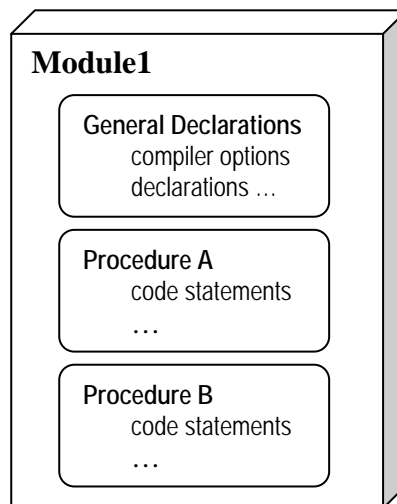 Module1
General Declarations
compiler options
declarations …
Procedure A
code statements
…
Procedure B
code statements
…